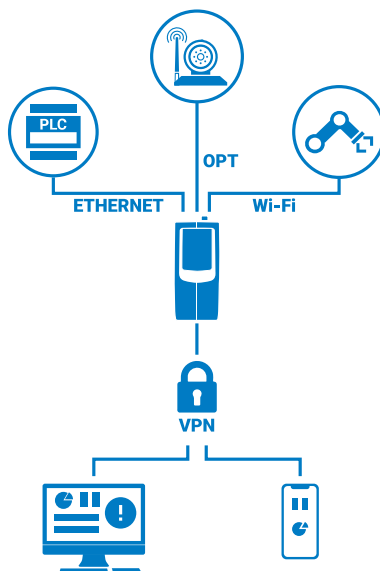 PLC
OPT
ETHERNET
Wi-Fi
VPN
!